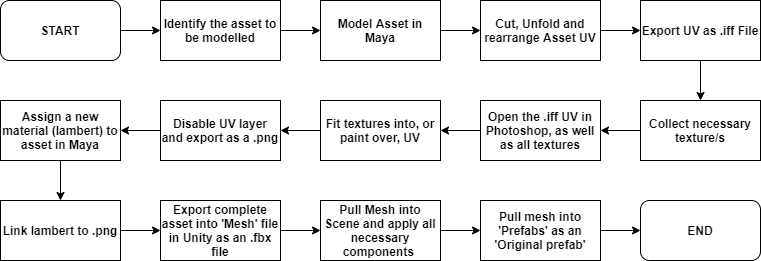 START
Identify the asset to
be modelled
Model Asset in
Maya
Cut, Unfold and
rearrange Asset UV
Export UV as .iff File
Collect necessary
texture/s
Open the .iff UV in
Photoshop, as well
as all textures
Fit textures into, or
paint over, UV
Disable UV layer
and export as a .png
Assign a new
material (lambert) to
asset in Maya
Link lambert to .png
Export complete
asset into 'Mesh' file
in Unity as an .fbx
file
Pull Mesh into
Scene and apply all
necessary
components
Pull mesh into
'Prefabs' as an
'Original prefab'
END